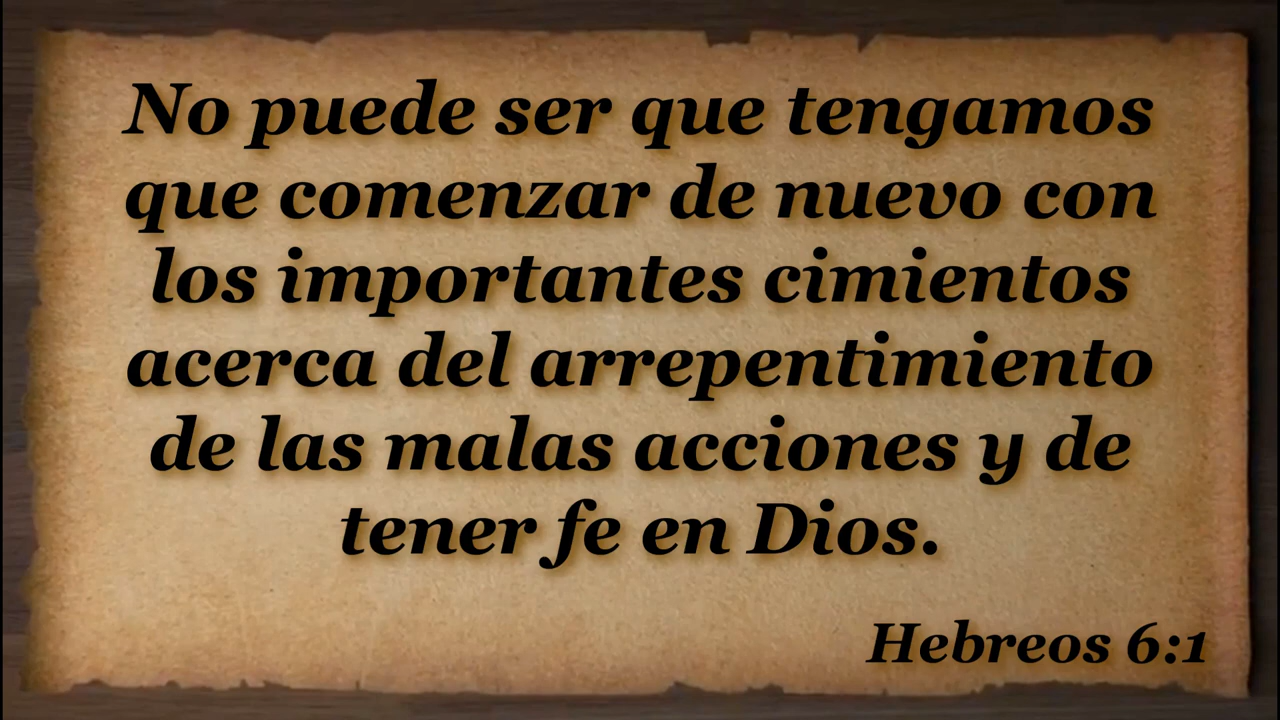 No puede ser que tengamos
que comenzar de nuevo con
los importantes cimientos
acerca del arrepentimiento
de las malas acciones y de
tener fe en Dios.
Hebreos 6:1